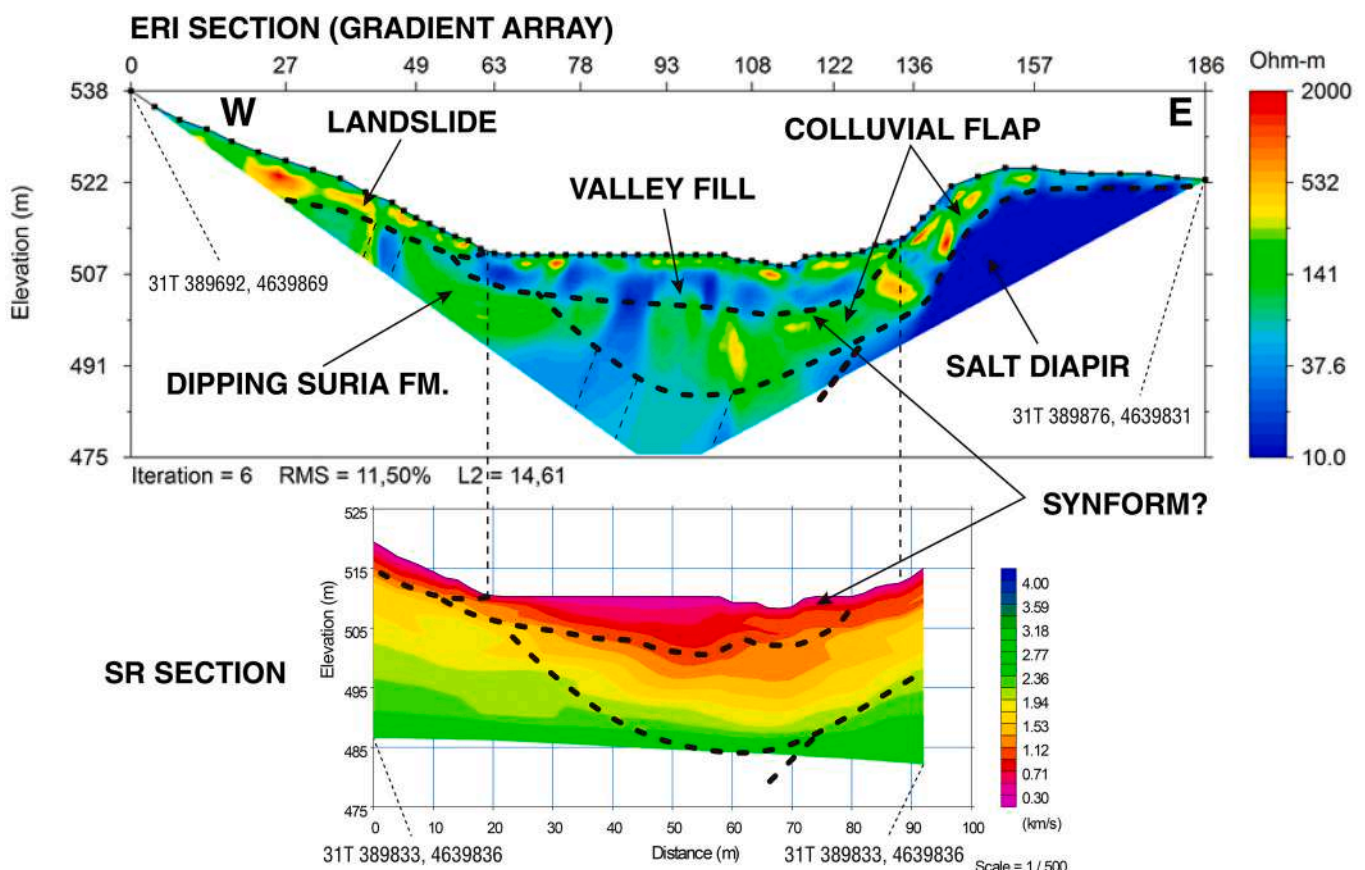 ERI SECTION (GRADIENT ARRAY)
0 27 49 63 78 93 108 122 136 157 186
Ohm-m
538
522
507
491
475
Elevation (m)
W
E
LANDSLIDE
COLLUVIAL FLAP
VALLEY FILL
31T 389692, 4639869
DIPPING SURIA FM.
SALT DIAPIR
31T 389876, 4639831
2000
532
141
37.6
10.0
Iteration = 6 RMS = 11,50% L2 = 14,61
SYNFORM?
SR SECTION
525
515
505
495
485
475
Elevation (m)
0 10 20 30 40 50 60 70 80 90 100
Distance (m)
31T 389833, 4639836
31T 389833, 4639836
4.00
3.59
3.18
2.77
2.36
1.94
1.53
1.12
0.71
0.30
(km/s)
Scale = 1 / 500